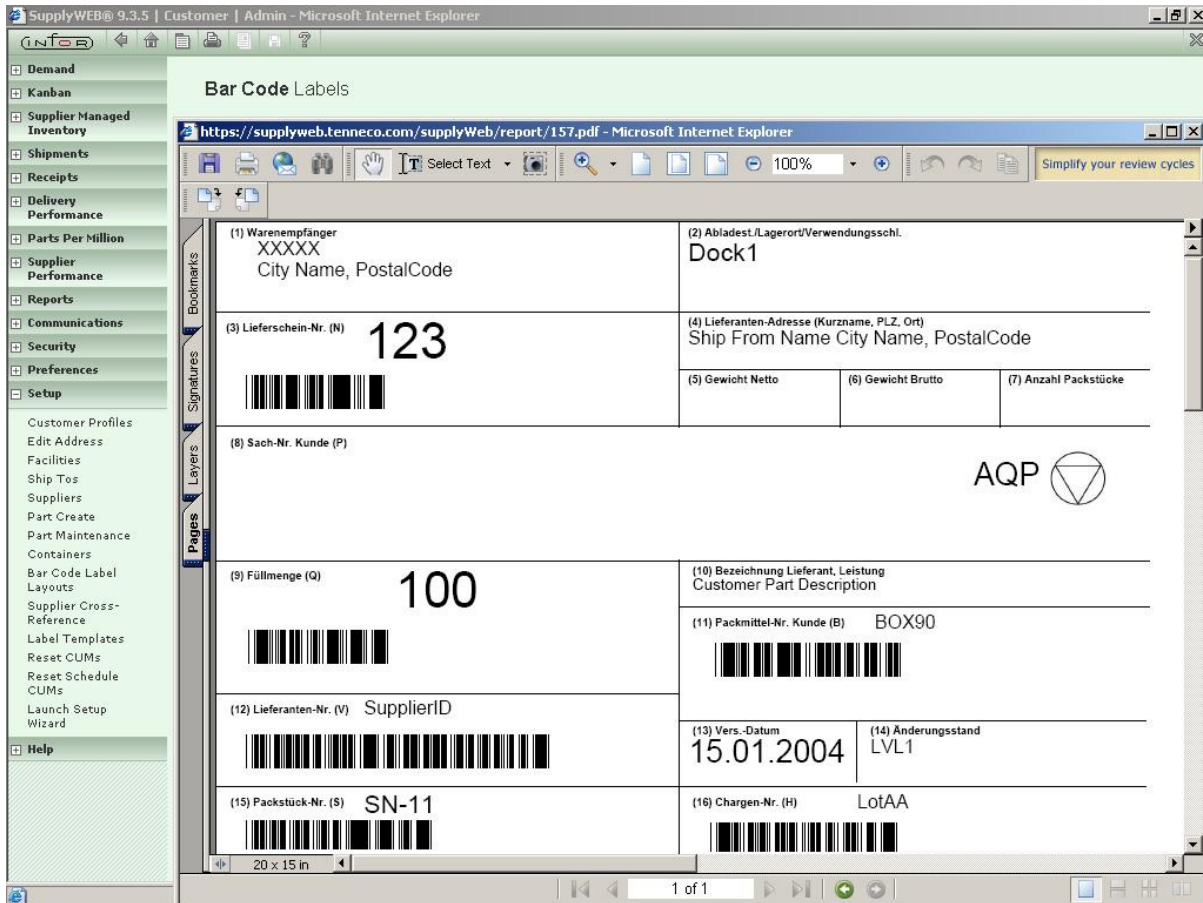 SupplyWEB® 9.3.5 | Customer | Admin - Microsoft Internet Explorer
infor
Demand
Kanban
Supplier Managed
Inventory
Shipments
Receipts
Delivery
Performance
Parts Per Million
Supplier
Performance
Reports
Communications
Security
Preferences
Setup
Customer Profiles
Edit Address
Facilities
Ship Tos
Suppliers
Part Create
Part Maintenance
Containers
Bar Code Label
Layouts
Supplier Cross-
Reference
Label Templates
Reset CUMs
Reset Schedule
CUMs
Launch Setup
Wizard
Help
Bar Code Labels
https://supplyweb.tenneco.com/supplyWeb/report/157.pdf - Microsoft Internet Explorer
Select Text
100%
Simplify your review cycles
Bookmarks
Signatures
Layers
Pages
(1) Warenempfänger
XXXXX
City Name, PostalCode
(2) Abladest./Lagerort/Verwendungsschl.
Dock1
(3) Lieferschein-Nr. (N) 123
(4) Lieferanten-Adresse (Kurzname, PLZ, Ort)
Ship From Name City Name, PostalCode
(5) Gewicht Netto
(6) Gewicht Brutto
(7) Anzahl Packstücke
(8) Sach-Nr. Kunde (P)
AQP
(9) Füllmenge (Q) 100
(10) Bezeichnung Lieferant, Leistung
Customer Part Description
(11) Packmittel-Nr. Kunde (B) BOX90
(12) Lieferanten-Nr. (V) SupplierID
(13) Vers.-Datum
15.01.2004
(14) Änderungsstand
LVL1
(15) Packstück-Nr. (S) SN-11
(16) Chargen-Nr. (H) LotAA
20 x 15 in
1 of 1